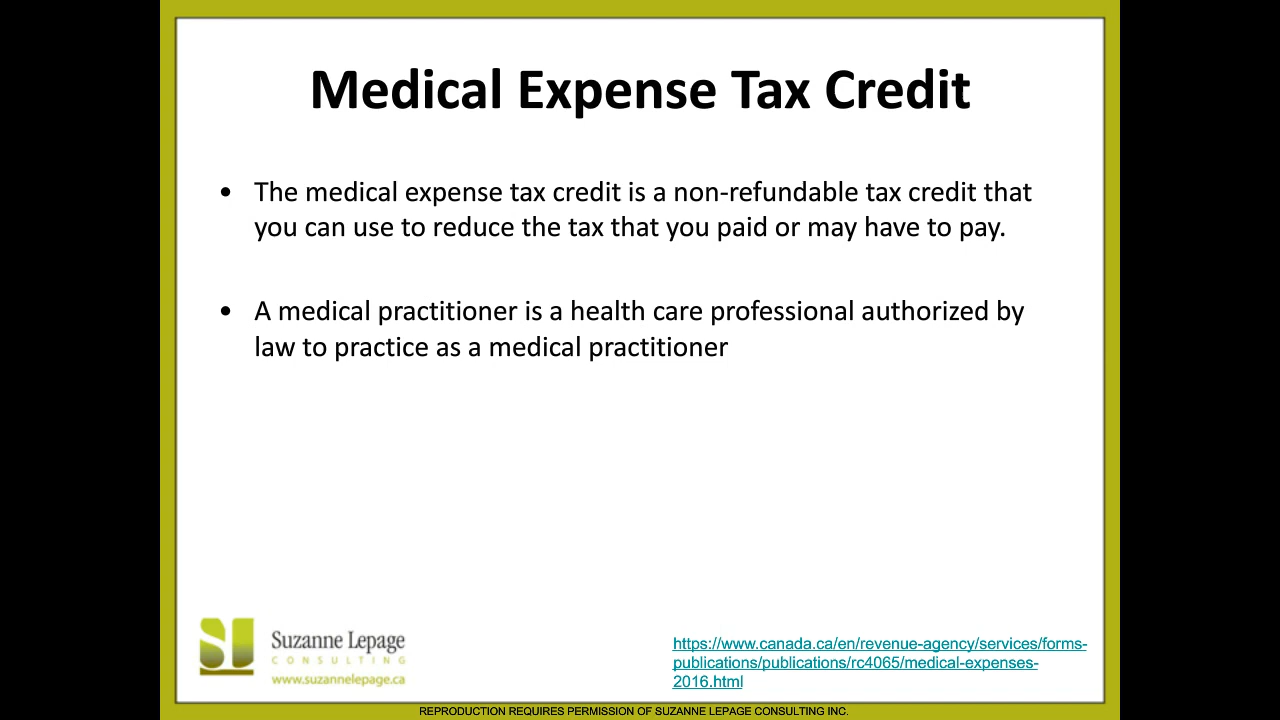 Medical Expense Tax Credit
• The medical expense tax credit is a non-refundable tax credit that
you can use to reduce the tax that you paid or may have to pay.
• A medical practitioner is a health care professional authorized by
law to practice as a medical practitioner
SL
Suzanne Lepage
CONSULTING
www.suzannelepage.ca
https://www.canada.ca/en/revenue-agency/services/forms-
publications/publications/rc4065/medical-expenses-
2016.html
REPRODUCTION REQUIRES PERMISSION OF SUZANNE LEPAGE CONSULTING INC.